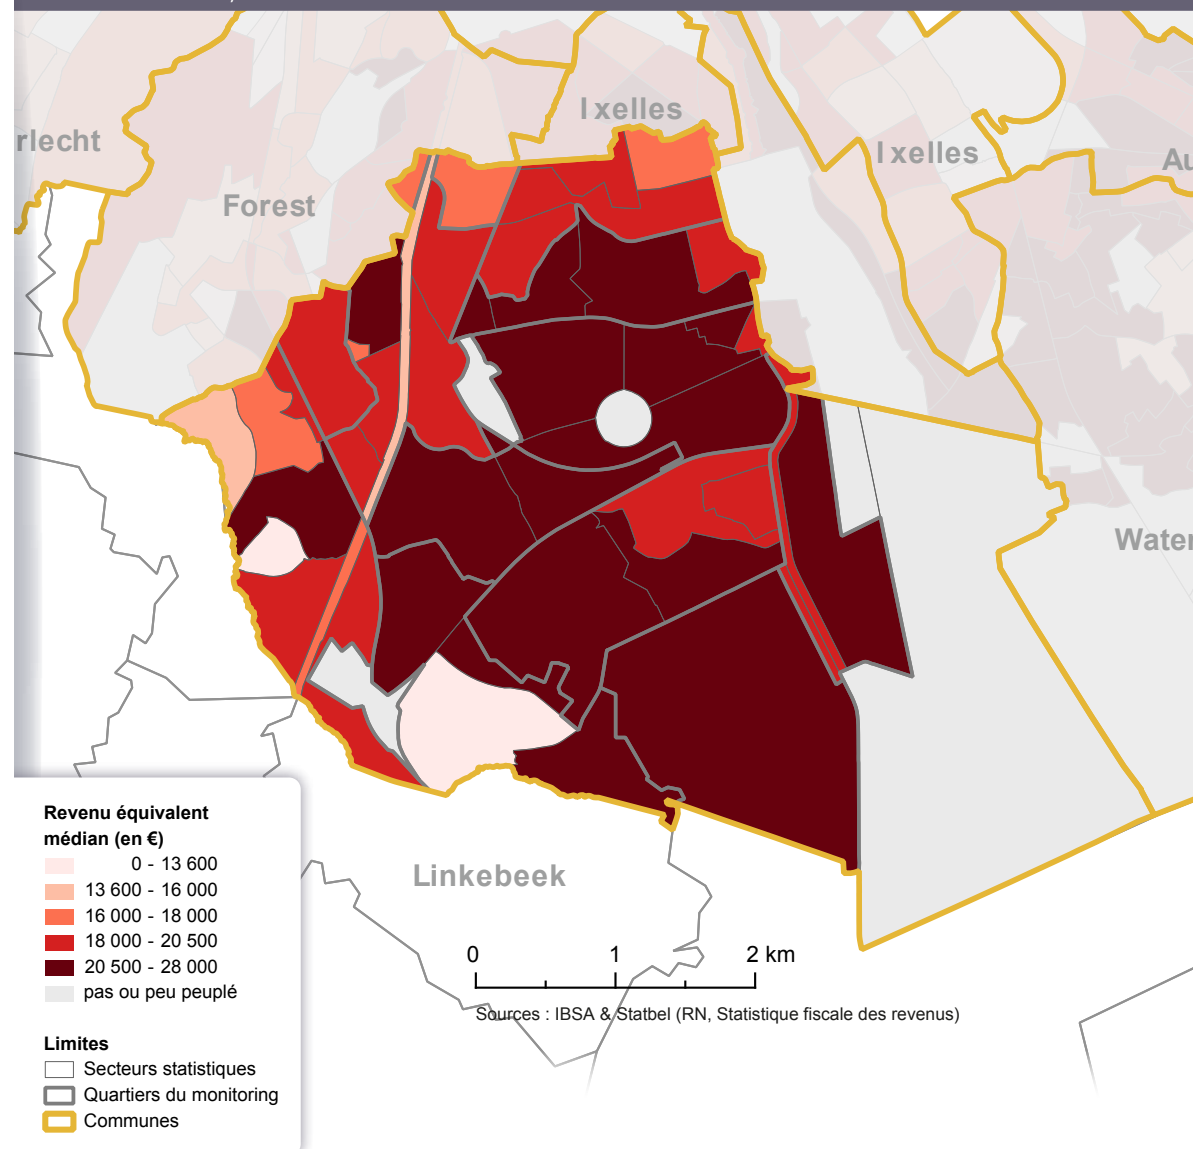 Ixelles
rlecht
Ixelles
Au
Forest
Water
Linkebeek
Revenu équivalent
médian (en €)
0 - 13 600
13 600 - 16 000
16 000 - 18 000
18 000 - 20 500
20 500 - 28 000
pas ou peu peuplé
Limites
Secteurs statistiques
Quartiers du monitoring
Communes
0 1 2 km
Sources : IBSA & Statbel (RN, Statistique fiscale des revenus)